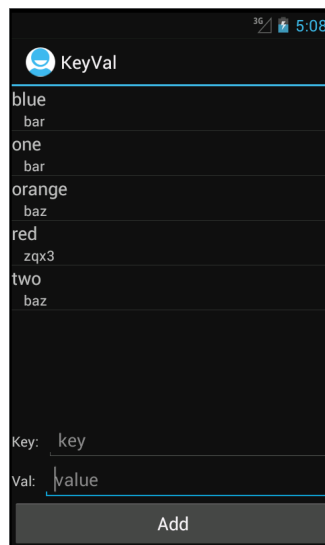 3G 5:08
KeyVal
blue
bar
one
bar
orange
baz
red
zqx3
two
baz
Key: key
Val: value
Add